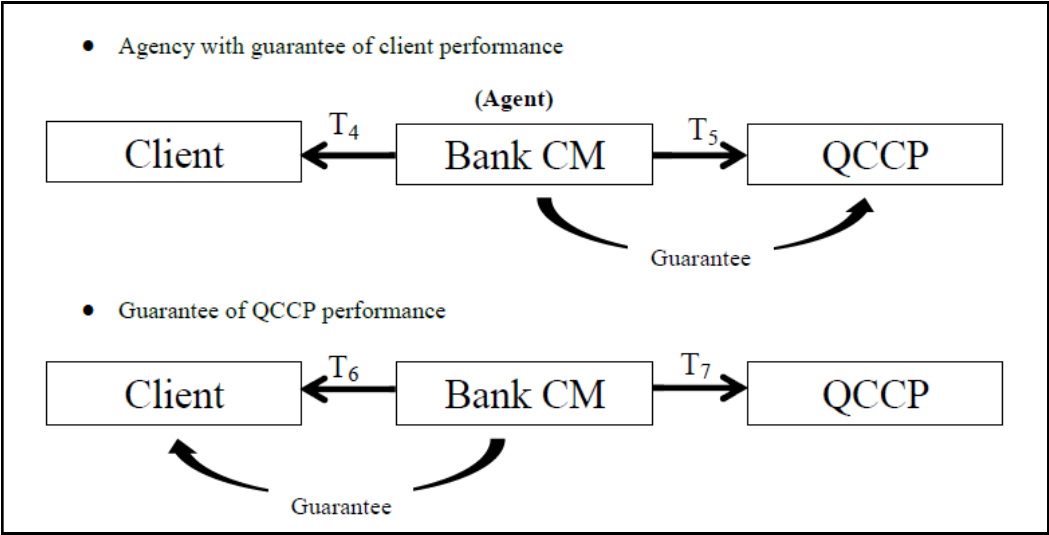 ● Agency with guarantee of client performance
(Agent)
T₄ T₅
Client Bank CM QCCP
Guarantee
● Guarantee of QCCP performance
T₆ T₇
Client Bank CM QCCP
Guarantee